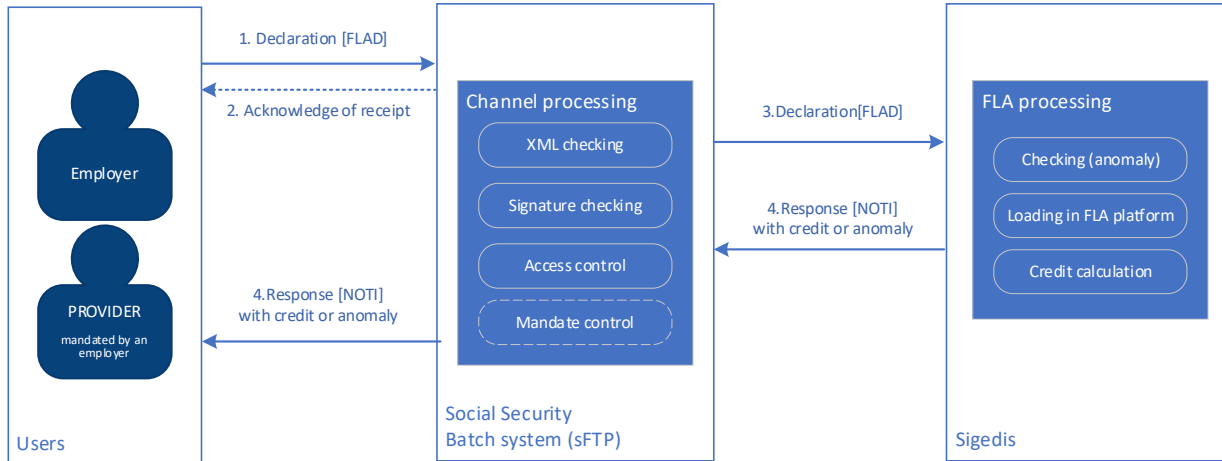 1. Declaration [FLAD]
2. Acknowledge of receipt
Employer
PROVIDER
mandated by an
employer
4.Response [NOTI]
with credit or anomaly
Users
Channel processing
XML checking
Signature checking
Access control
Mandate control
Social Security
Batch system (sFTP)
3.Declaration[FLAD]
4.Response [NOTI]
with credit or anomaly
FLA processing
Checking (anomaly)
Loading in FLA platform
Credit calculation
Sigedis